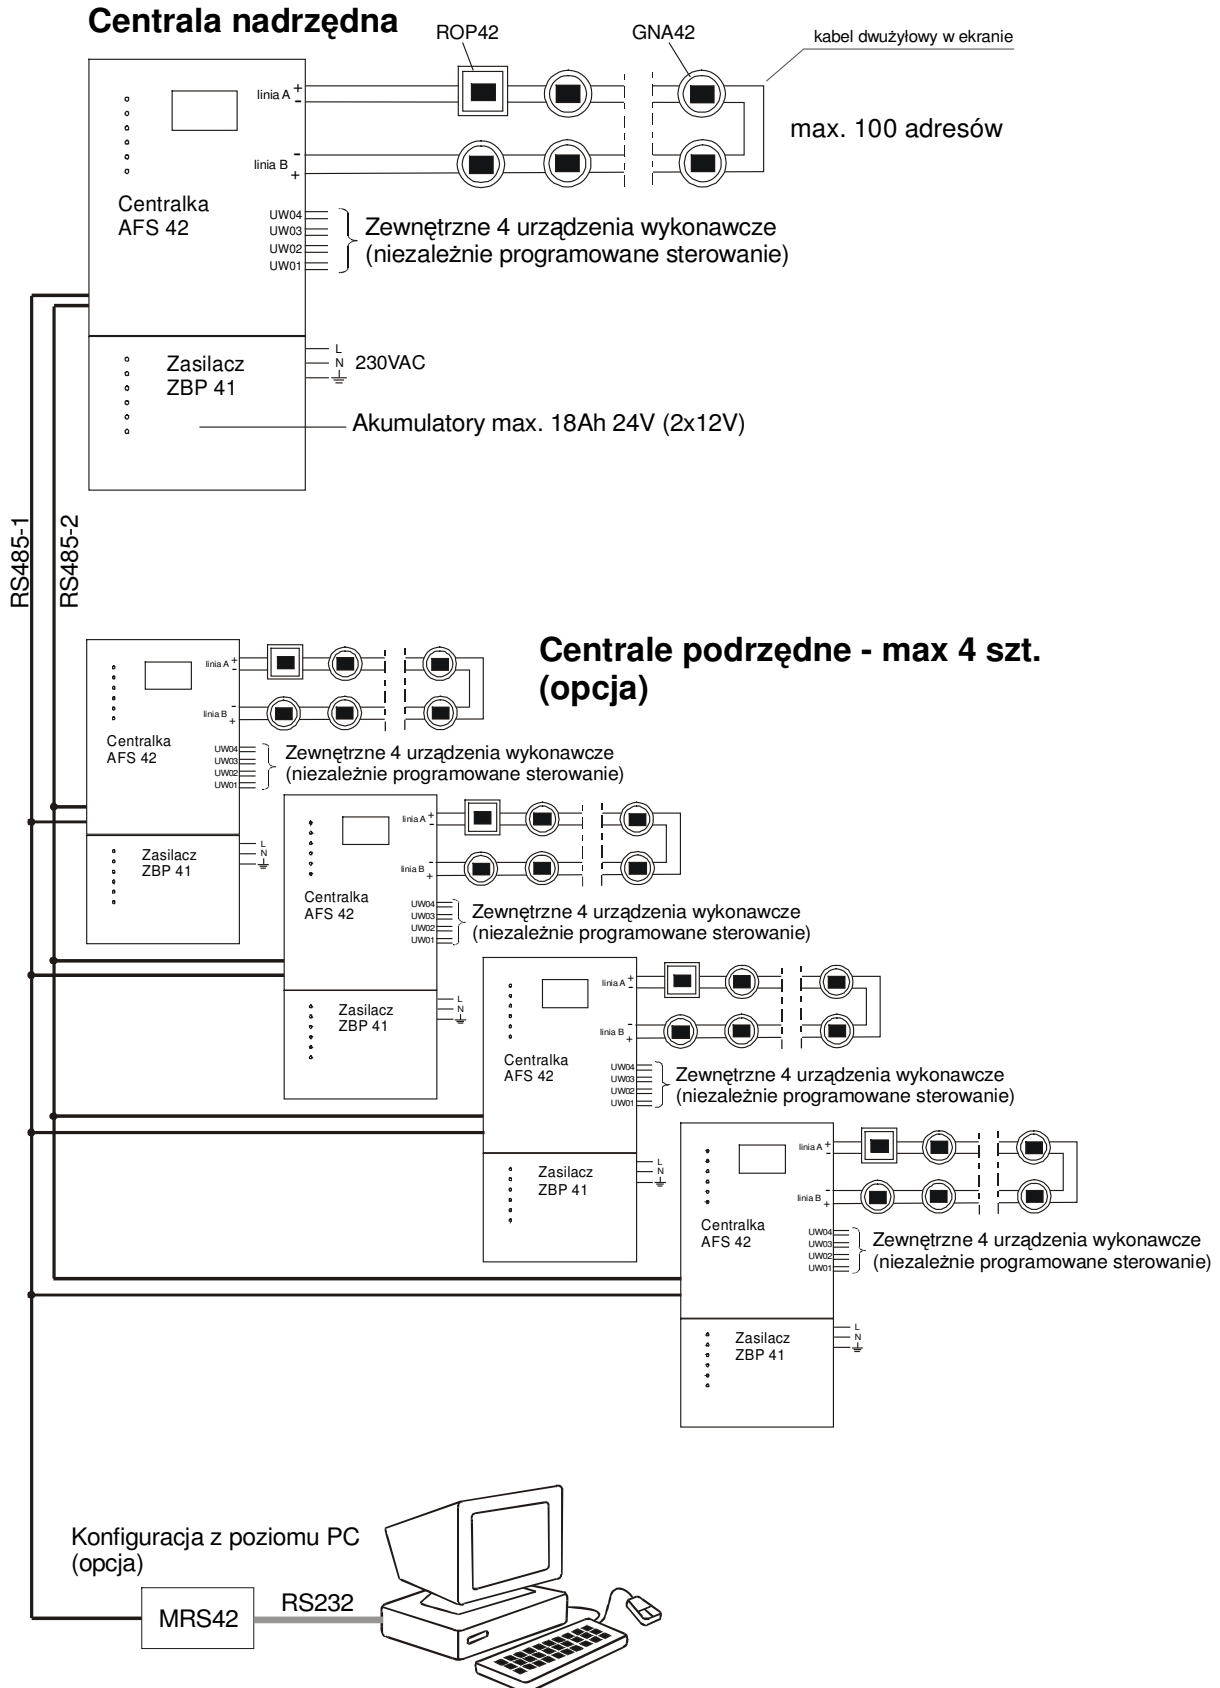 Centrala nadrzędna
ROP42
GNA42
kabel dwużyłowy w ekranie
linia A
+
-
max. 100 adresów
linia B
-
+
Centralka
AFS 42
UW04
UW03
UW02
UW01
Zewnętrzne 4 urządzenia wykonawcze
(niezależnie programowane sterowanie)
Zasilacz
ZBP 41
L
N
230VAC
Akumulatory max. 18Ah 24V (2x12V)
RS485-1
RS485-2
Centrale podrzędne - max 4 szt.
(opcja)
linia A
+
-
linia B
-
+
Centralka
AFS 42
UW04
UW03
UW02
UW01
Zewnętrzne 4 urządzenia wykonawcze
(niezależnie programowane sterowanie)
Zasilacz
ZBP 41
L
N
linia A
+
-
linia B
-
+
Centralka
AFS 42
UW04
UW03
UW02
UW01
Zewnętrzne 4 urządzenia wykonawcze
(niezależnie programowane sterowanie)
Zasilacz
ZBP 41
L
N
linia A
+
-
linia B
-
+
Centralka
AFS 42
UW04
UW03
UW02
UW01
Zewnętrzne 4 urządzenia wykonawcze
(niezależnie programowane sterowanie)
Zasilacz
ZBP 41
L
N
linia A
+
-
linia B
-
+
Centralka
AFS 42
UW04
UW03
UW02
UW01
Zewnętrzne 4 urządzenia wykonawcze
(niezależnie programowane sterowanie)
Zasilacz
ZBP 41
L
N
Konfiguracja z poziomu PC
(opcja)
MRS42
RS232